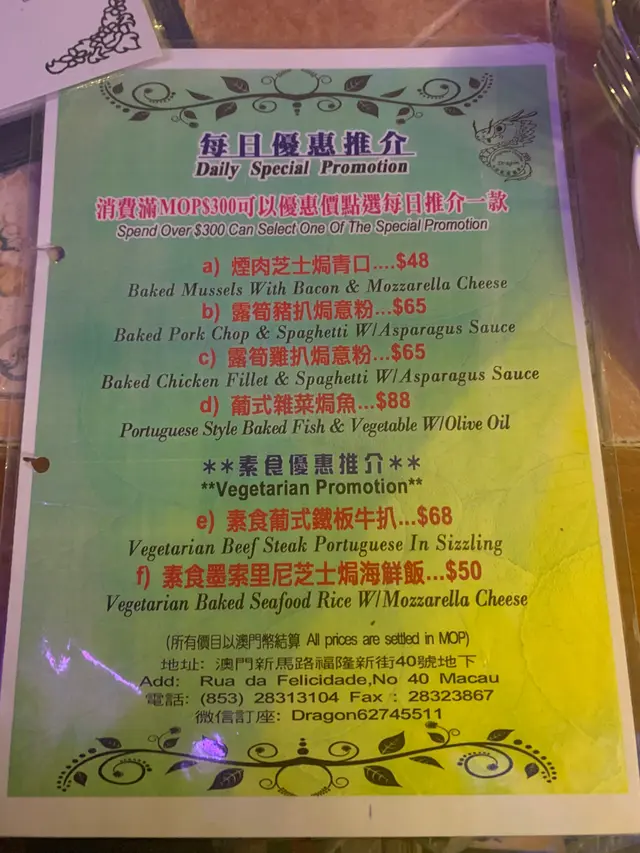 每日優惠推介
Daily Special Promotion
Dragon
消費滿MOP$300可以優惠價點選每日推介一款
Spend Over $300 Can Select One Of The Special Promotion
a) 煙肉芝士焗青口....$48
Baked Mussels With Bacon & Mozzarella Cheese
b) 露筍豬扒焗意粉...$65
Baked Pork Chop & Spaghetti W/Asparagus Sauce
c) 露筍雞扒焗意粉...$65
Baked Chicken Fillet & Spaghetti W/Asparagus Sauce
d) 葡式雜菜焗魚...$88
Portuguese Style Baked Fish & Vegetable W/Olive Oil
**素食優惠推介**
**Vegetarian Promotion**
e) 素食葡式鐵板牛扒...$68
Vegetarian Beef Steak Portuguese In Sizzling
f) 素食墨索里尼芝士焗海鮮飯...$50
Vegetarian Baked Seafood Rice W/Mozzarella Cheese
(所有價目以澳門幣結算 All prices are settled in MOP)
地址: 澳門新馬路福隆新街40號地下
Add: Rua da Felicidade,No 40 Macau
電話: (853) 28313104 Fax : 28323867
微信訂座: Dragon62745511